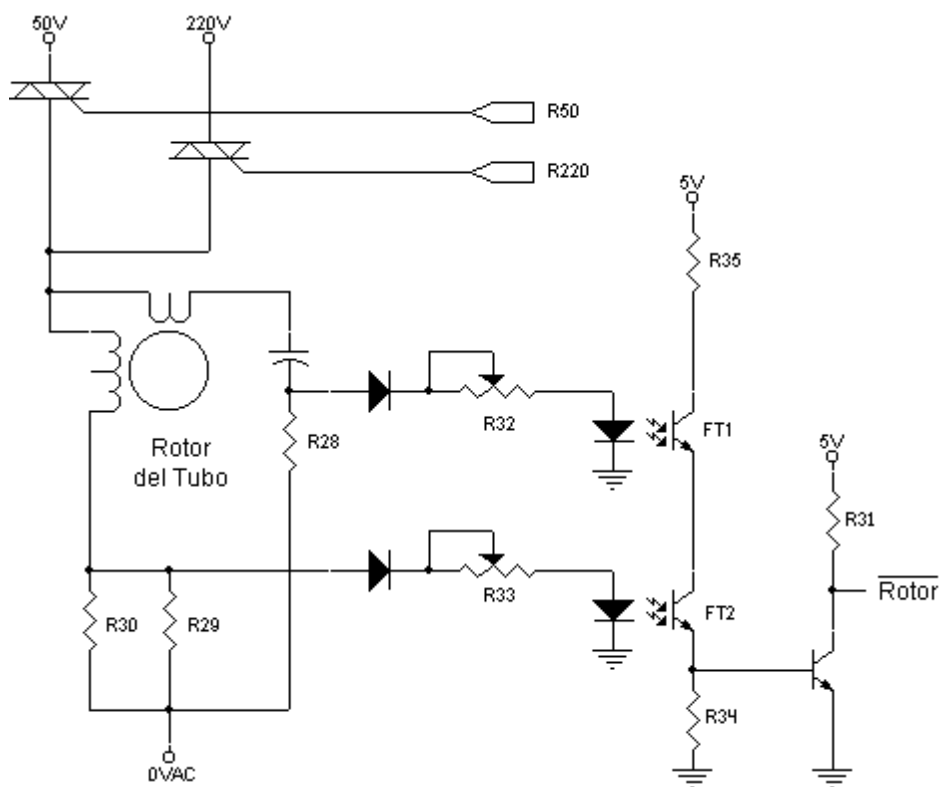 50V
220V
R50
R220
5V
R35
R32
FT1
R28
Rotor
del Tubo
5V
R31
Rotor
R33
FT2
R30
R29
R34
0VAC